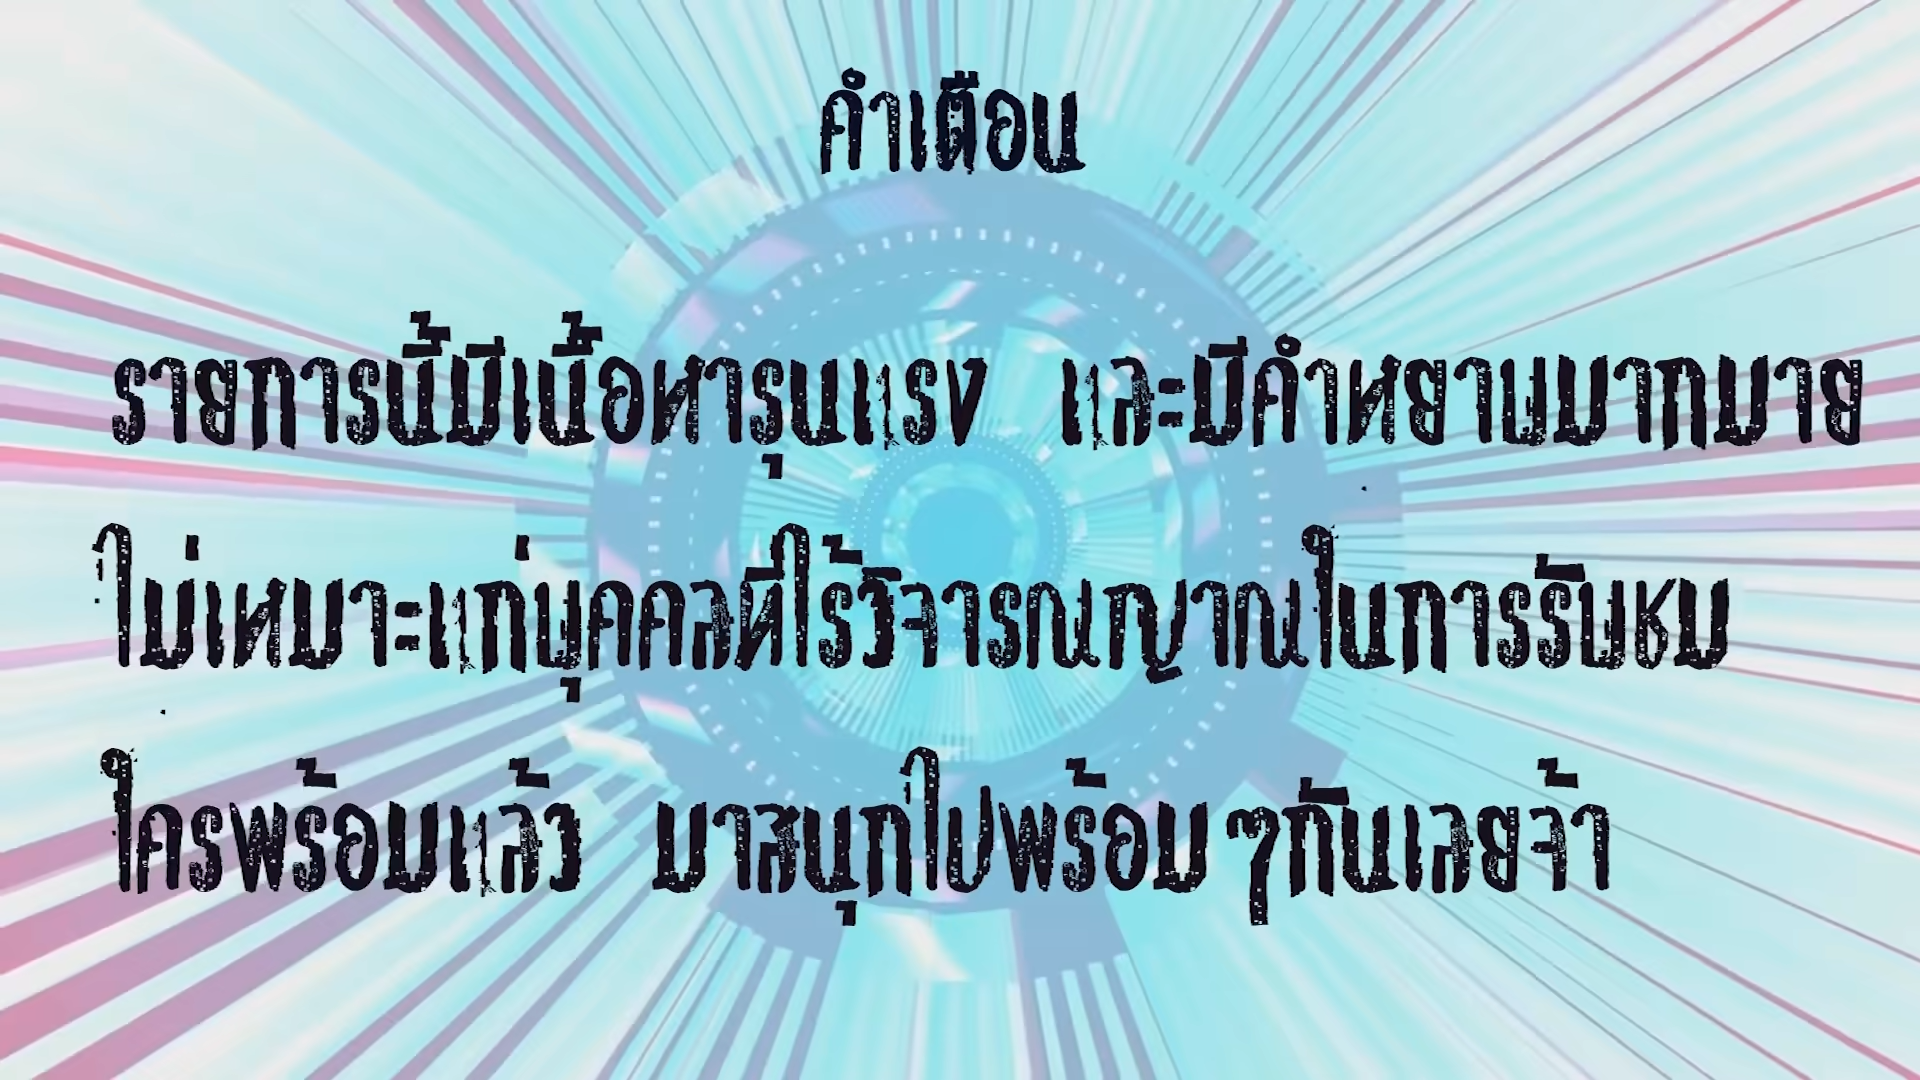 คำเตือน
รายการนี้มีเนื้อหารุนแรง และมีคำหยาบมากมาย
ไม่เหมาะแก่บุคคลที่ไร้วิจารณญาณในการรับชม
ใครพร้อมแล้ว มาสนุกไปพร้อมๆกันเลยจ้า